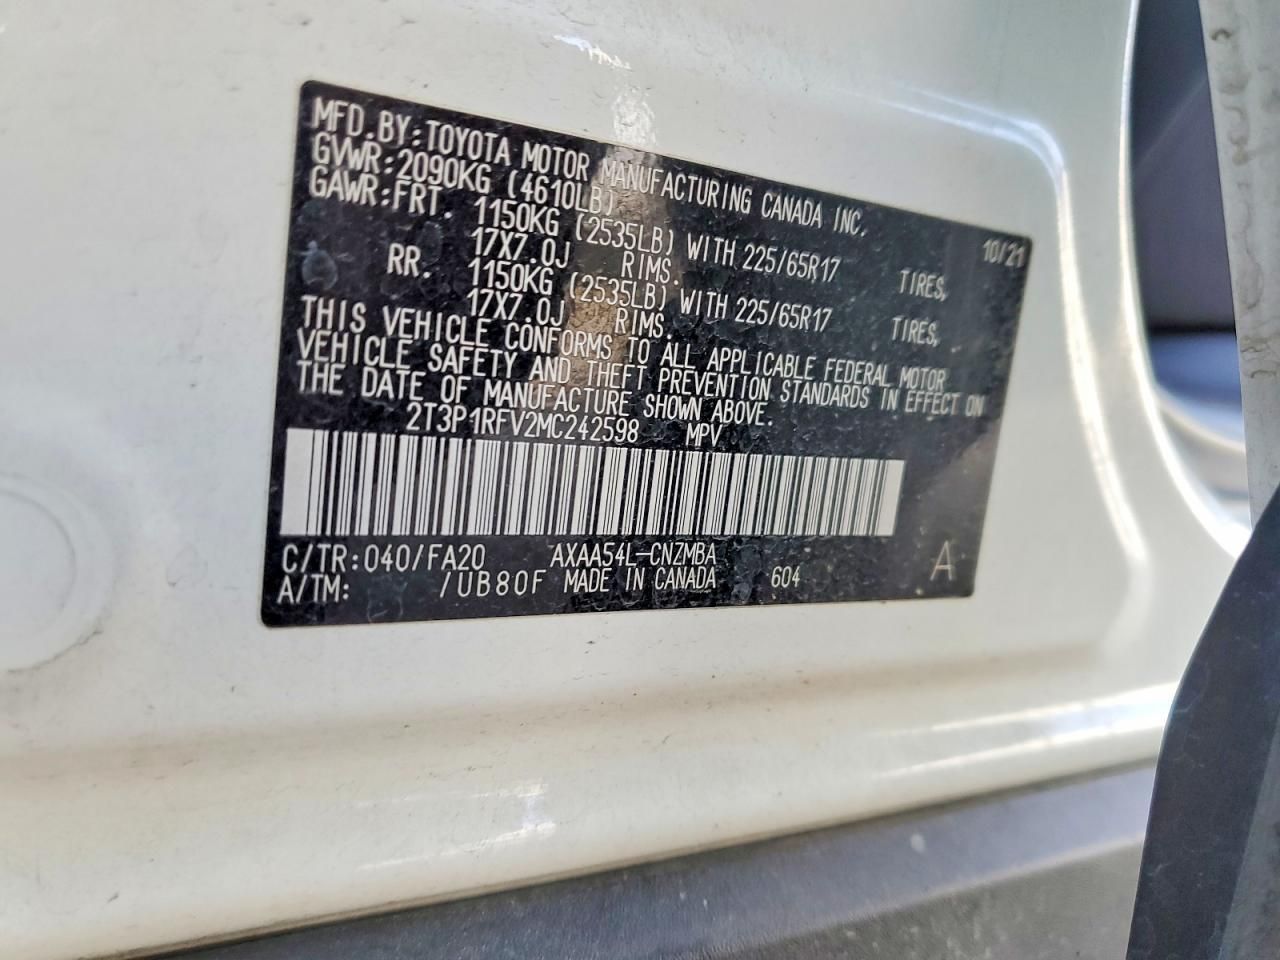 MFD.BY:TOYOTA MOTOR MANUFACTURING CANADA INC.
GVWR:2090KG (4610LB) 10/21
GAWR:FRT. 1150KG (2535LB) WITH 225/65R17 TIRES,
17X7.0J RIMS.
RR. 1150KG (2535LB) WITH 225/65R17 TIRES,
17X7.0J RIMS.
THIS VEHICLE CONFORMS TO ALL APPLICABLE FEDERAL MOTOR
VEHICLE SAFETY AND THEFT PREVENTION STANDARDS IN EFFECT ON
THE DATE OF MANUFACTURE SHOWN ABOVE.
2T3P1RFV2MC242598 MPV
C/TR:040/FA20 AXAA54L-CNZMBA
A/TM: /UB80F MADE IN CANADA 604 A